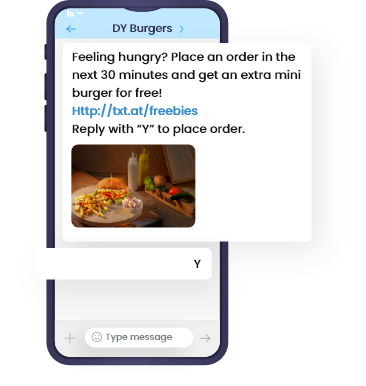 DY Burgers
Feeling hungry? Place an order in the
next 30 minutes and get an extra mini
burger for free!
Http://txt.at/freebies
Reply with “Y” to place order.
Y
Type message